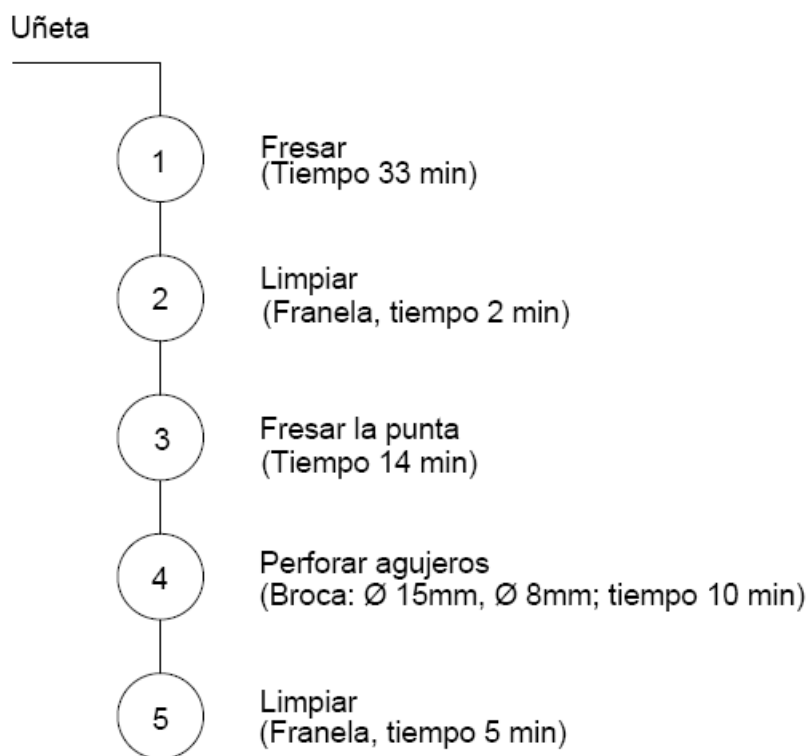 Uñeta
1
Fresar
(Tiempo 33 min)
2
Limpiar
(Franela, tiempo 2 min)
3
Fresar la punta
(Tiempo 14 min)
4
Perforar agujeros
(Broca: Ø 15mm, Ø 8mm; tiempo 10 min)
5
Limpiar
(Franela, tiempo 5 min)